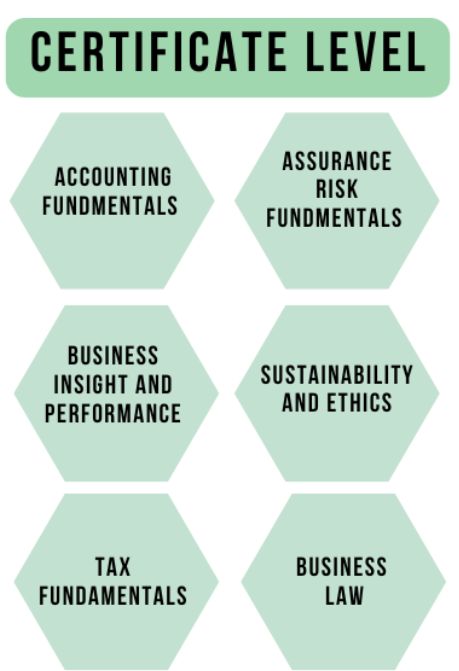 CERTIFICATE LEVEL
ACCOUNTING
FUNDMENTALS
ASSURANCE
RISK
FUNDMENTALS
BUSINESS
INSIGHT AND
PERFORMANCE
SUSTAINABILITY
AND ETHICS
TAX
FUNDAMENTALS
BUSINESS
LAW